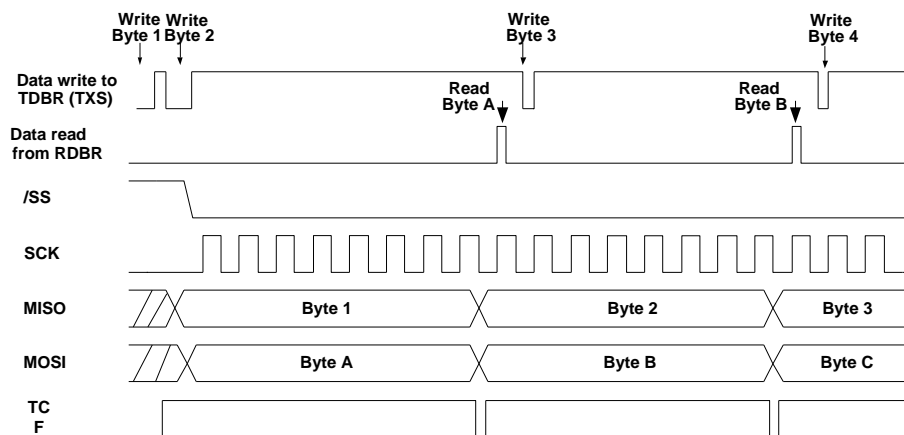 Write Write
Byte 1 Byte 2
Write
Byte 3
Write
Byte 4
Data write to
TDBR (TXS)
Read
Byte A
Read
Byte B
Data read
from RDBR
/SS
SCK
MISO
Byte 1
Byte 2
Byte 3
MOSI
Byte A
Byte B
Byte C
TC
F